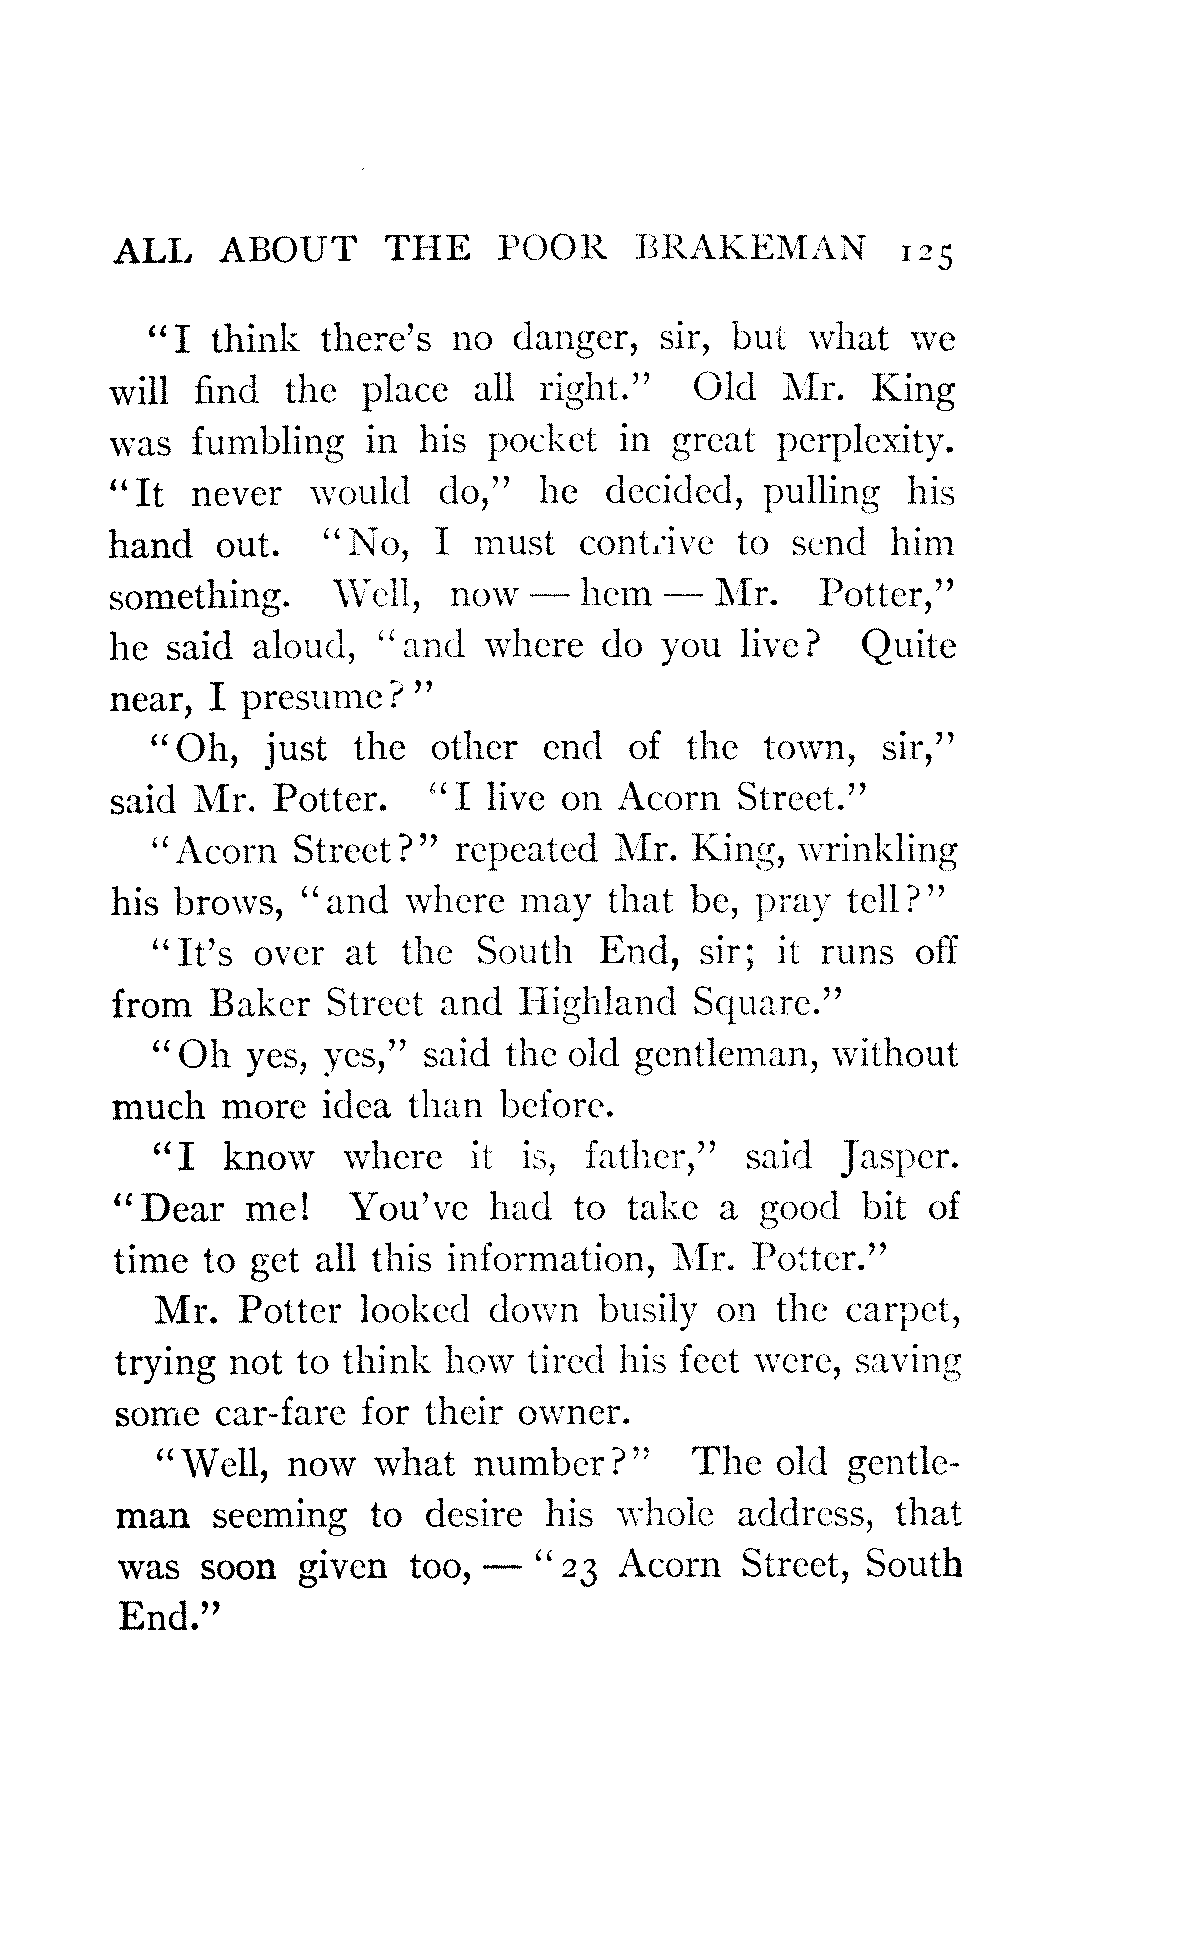 ALL ABOUT THE POOR BRAKEMAN 125
"I think there's no danger, sir, but what we
will find the place all right." Old Mr. King
was fumbling in his pocket in great perplexity.
"It never would do," he decided, pulling his
hand out. "No, I must contrive to send him
something. Well, now — hem — Mr. Potter,"
he said aloud, "and where do you live? Quite
near, I presume?"
"Oh, just the other end of the town, sir,"
said Mr. Potter. "I live on Acorn Street."
"Acorn Street?" repeated Mr. King, wrinkling
his brows, "and where may that be, pray tell?"
"It's over at the South End, sir; it runs off
from Baker Street and Highland Square."
"Oh yes, yes," said the old gentleman, without
much more idea than before.
"I know where it is, father," said Jasper.
"Dear me! You've had to take a good bit of
time to get all this information, Mr. Potter."
Mr. Potter looked down busily on the carpet,
trying not to think how tired his feet were, saving
some car-fare for their owner.
"Well, now what number?" The old gentle-
man seeming to desire his whole address, that
was soon given too, — "23 Acorn Street, South
End."